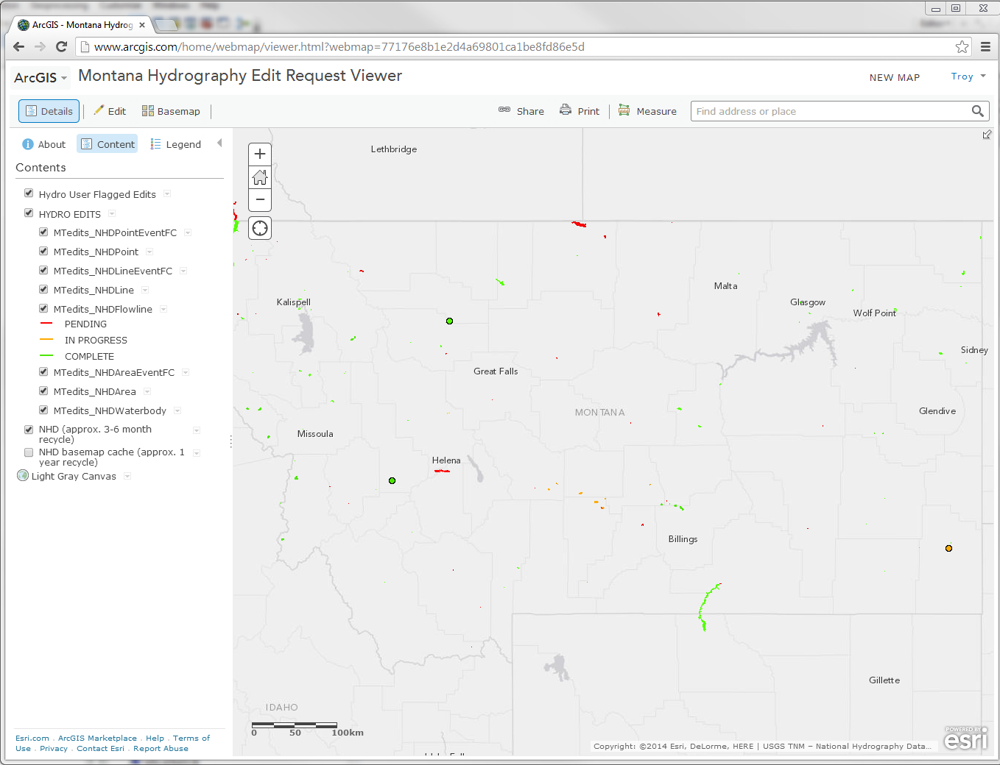 Geoprocessing Customize Windows Help
ArcGIS - Montana Hydrog
www.arcgis.com/home/webmap/viewer.html?webmap=77176e8b1e2d4a69801ca1be8fd86e5d
ArcGIS
Montana Hydrography Edit Request Viewer
NEW MAP
Troy
Details
Edit
Basemap
Share
Print
Measure
Find address or place
About
Content
Legend
Contents
Hydro User Flagged Edits
HYDRO EDITS
MTedits_NHDPointEventFC
MTedits_NHDPoint
MTedits_NHDLineEventFC
MTedits_NHDLine
MTedits_NHDFlowline
PENDING
IN PROGRESS
COMPLETE
MTedits_NHDAreaEventFC
MTedits_NHDArea
MTedits_NHDWaterbody
NHD (approx. 3-6 month
recycle)
NHD basemap cache (approx. 1
year recycle)
Light Gray Canvas
Esri.com . ArcGIS Marketplace . Help . Terms of
Use . Privacy . Contact Esri . Report Abuse
Lethbridge
Malta
Kalispell
Glasgow
Wolf Point
Sidney
Great Falls
MONTANA
Glendive
Missoula
Helena
Billings
Gillette
IDAHO
0 50 100km
Copyright: ©2014 Esri, DeLorme, HERE | USGS TNM – National Hydrography Data...
POWERED BY
esri